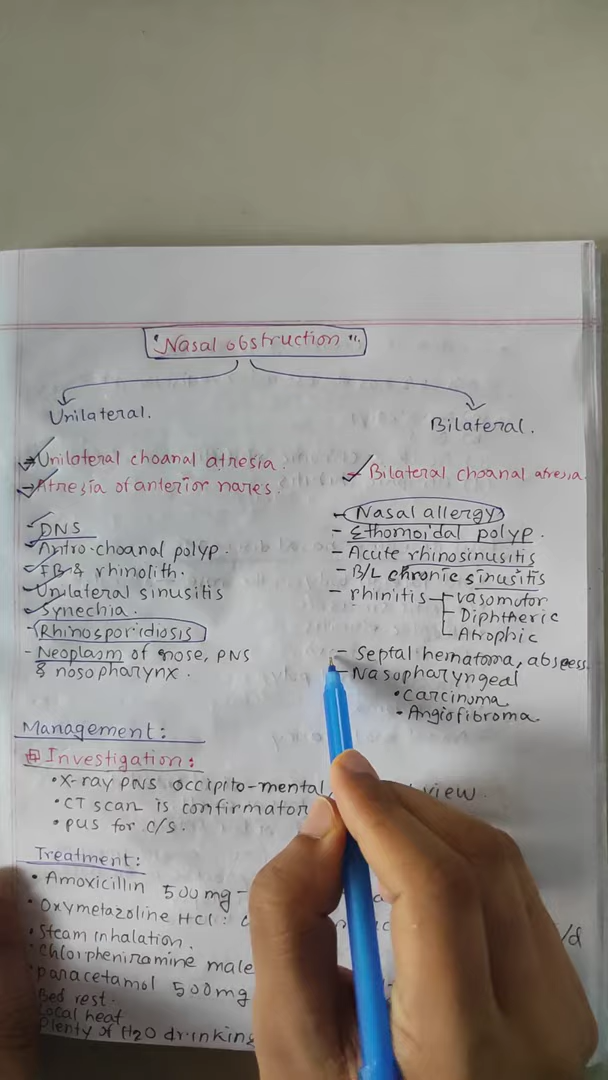 "Nasal obstruction"
Unilateral.
Bilateral.
Unilateral choanal atresia.
Atresia of anterior nares.
Bilateral choanal atresia.
DNS
Antro-choanal polyp.
FB & rhinolith.
Unilateral sinusitis
Synechia.
Rhinosporidiosis
- Neoplasm of nose, PNS
& nosopharynx.
- Nasal allergy
- Ethomoidal polyp.
- Acute rhinosinusitis
- B/L chronic sinusitis
- rhinitis - vasomotor
- Diphtheric
- Atrophic
- Septal hematoma, abscess
- Nasopharyngeal
• Carcinoma
• Angiofibroma.
Management:
Investigation:
• X-ray PNS occipito-mental, view.
• CT scan is confirmator
• pus for c/s.
Treatment:
• Amoxicillin 500mg -
• Oxymetazoline HCl: /d
• Steam inhalation.
• Chlorpheniramine male
• paracetamol 500mg
Bed rest.
Local heat
Plenty of H2O drinking